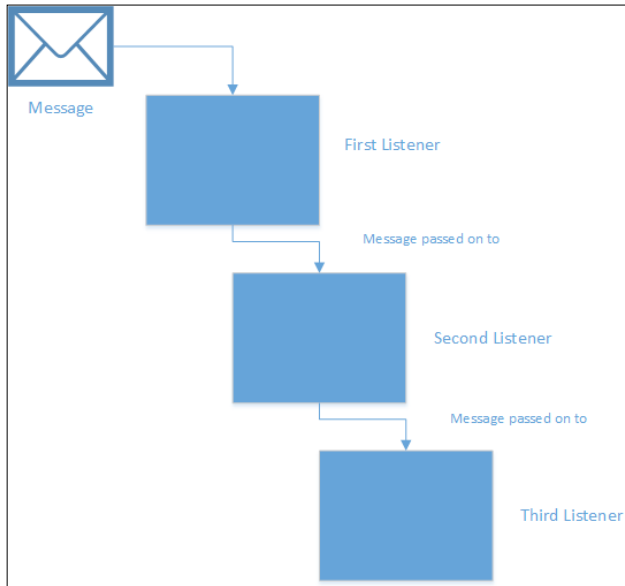 Message
First Listener
Message passed on to
Second Listener
Message passed on to
Third Listener